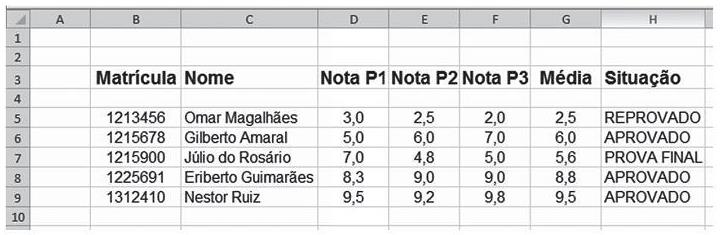 A B C D E F G H
1
2
3 Matrícula Nome Nota P1 Nota P2 Nota P3 Média Situação
4
5 1213456 Omar Magalhães 3,0 2,5 2,0 2,5 REPROVADO
6 1215678 Gilberto Amaral 5,0 6,0 7,0 6,0 APROVADO
7 1215900 Júlio do Rosário 7,0 4,8 5,0 5,6 PROVA FINAL
8 1225691 Eriberto Guimarães 8,3 9,0 9,0 8,8 APROVADO
9 1312410 Nestor Ruiz 9,5 9,2 9,8 9,5 APROVADO
10